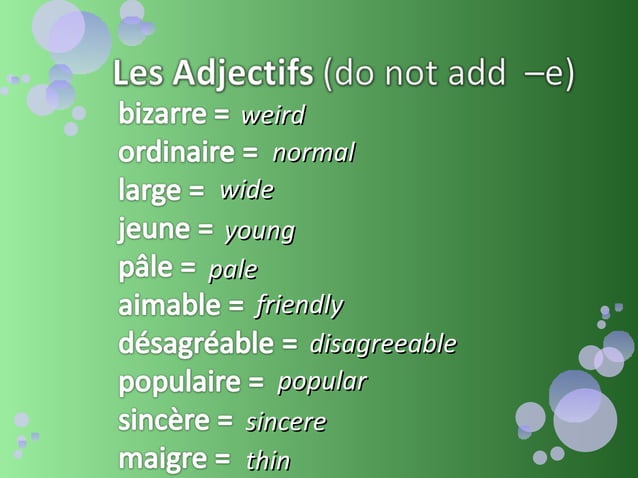 Les Adjectifs (do not add –e)
bizarre = weird
ordinaire = normal
large = wide
jeune = young
pâle = pale
aimable = friendly
désagréable = disagreeable
populaire = popular
sincère = sincere
maigre = thin